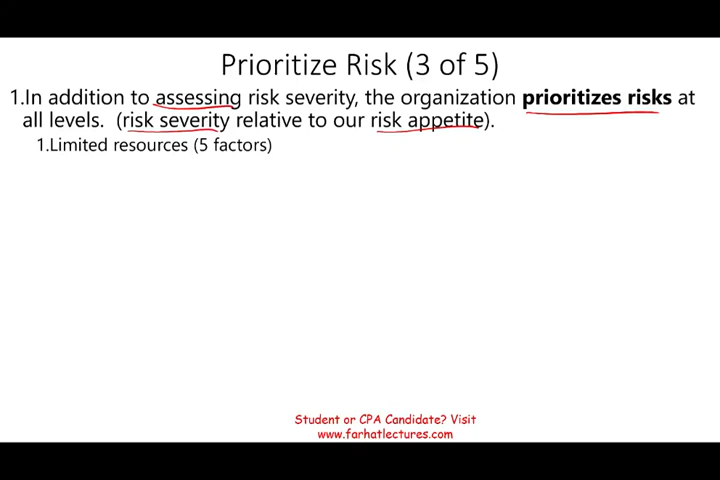 Prioritize Risk (3 of 5)
1.In addition to assessing risk severity, the organization prioritizes risks at
all levels. (risk severity relative to our risk appetite).
1.Limited resources (5 factors)
Student or CPA Candidate? Visit
www.farhatlectures.com